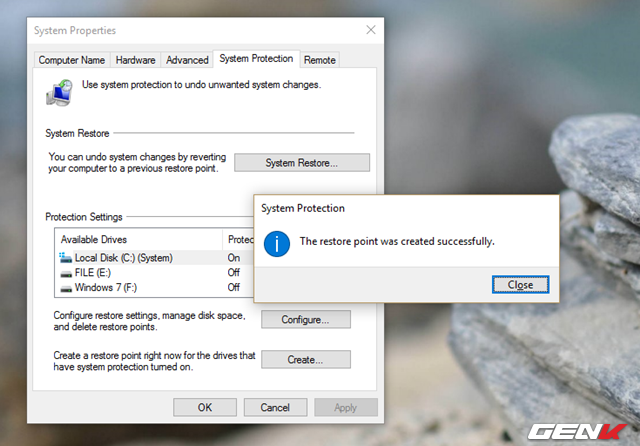 System Properties
Computer Name Hardware Advanced System Protection Remote
Use system protection to undo unwanted system changes.
System Restore
You can undo system changes by reverting
your computer to a previous restore point.
System Restore...
Protection Settings
Available Drives
Local Disk (C:) (System) On
FILE (E:) Off
Windows 7 (F:) Off
Configure restore settings, manage disk space,
and delete restore points.
Configure...
Create a restore point right now for the drives that
have system protection turned on.
Create...
OK Cancel Apply
System Protection
The restore point was created successfully.
Close
GENK